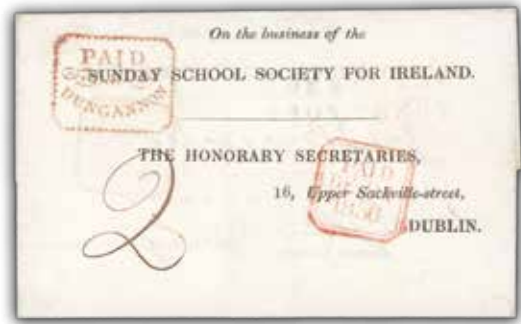 On the business of the
PAID
SUNDAY SCHOOL SOCIETY FOR IRELAND.
DUNGANNON
THE HONORARY SECRETARIES,
PAID
16, Upper Sackville-street,
1830
DUBLIN.
2